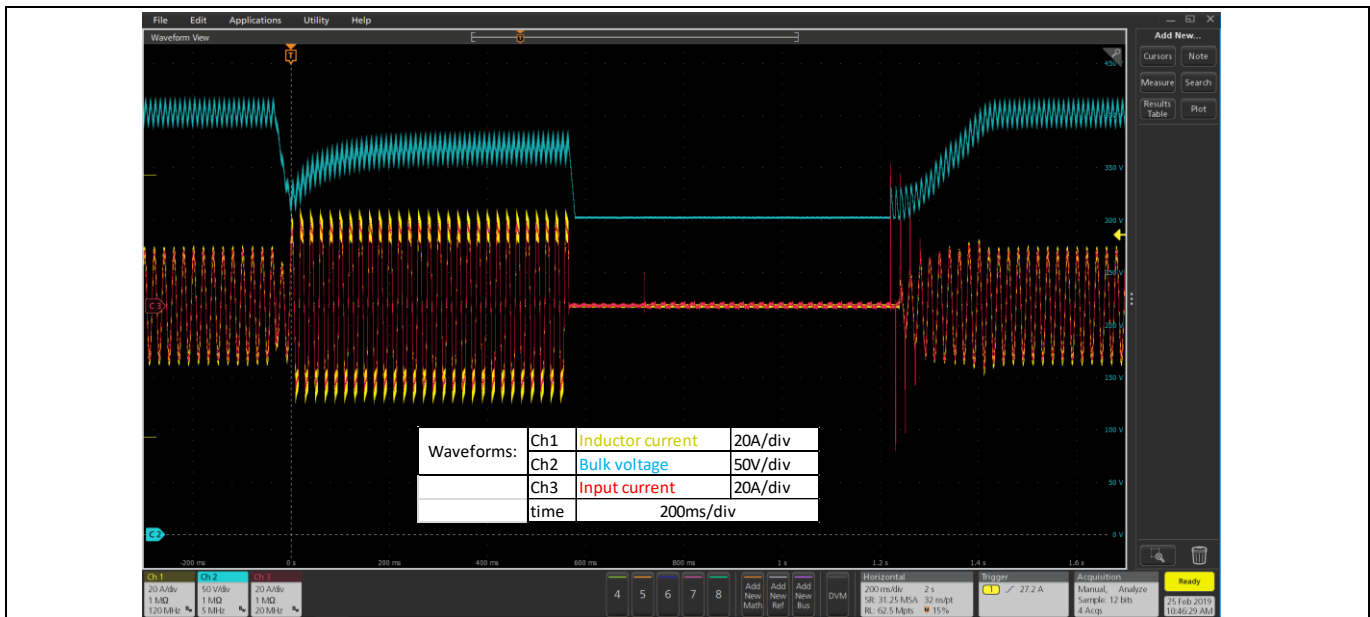 File Edit Applications Utility Help
Waveform View
Add New...
Cursors Note
Measure Search
Results Table Plot
T
T
450
350 V
300 V
250 V
200 V
150 V
100 V
50 V
0 V
C 3
C 2
Waveforms: Ch1 Inductor current 20A/div
Ch2 Bulk voltage 50V/div
Ch3 Input current 20A/div
time 200ms/div
-200 ms 0 s 200 ms 400 ms 600 ms 800 ms 1 s 1.2 s 1.4 s 1.6 s
Ch 1
20 A/div
1 MΩ
120 MHz
Ch 2
50 V/div
1 MΩ
5 MHz
Ch 3
20 A/div
1 MΩ
20 MHz
4 5 6 7 8
Add New Math
Add New Ref
Add New Bus
DVM
Horizontal
200 ms/div 2 s
SR: 31.25 MS/s 32 ns/pt
RL: 62.5 Mpts 15%
Trigger
1 27.2 A
Acquisition
Manual, Analyze
Sample: 12 bits
4 Acqs
Ready
25 Feb 2019
10:46:29 AM